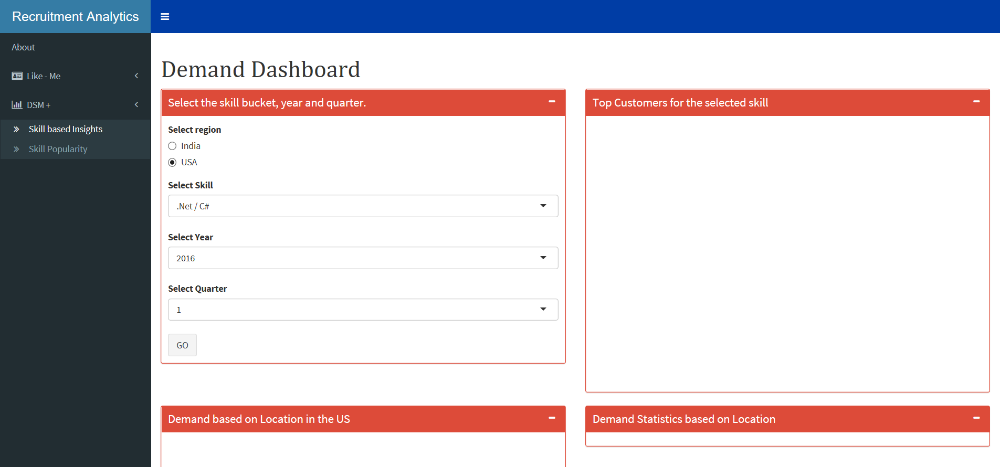 Recruitment Analytics
About
Like - Me
DSM +
Skill based Insights
Skill Popularity
Demand Dashboard
Select the skill bucket, year and quarter.
Select region
India
USA
Select Skill
.Net / C#
Select Year
2016
Select Quarter
1
GO
Top Customers for the selected skill
Demand based on Location in the US
Demand Statistics based on Location